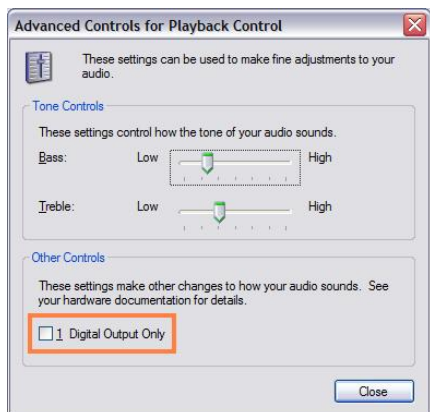 Advanced Controls for Playback Control
These settings can be used to make fine adjustments to your
audio.
Tone Controls
These settings control how the tone of your audio sounds.
Bass: Low High
Treble: Low High
Other Controls
These settings make other changes to how your audio sounds. See
your hardware documentation for details.
1 Digital Output Only
Close